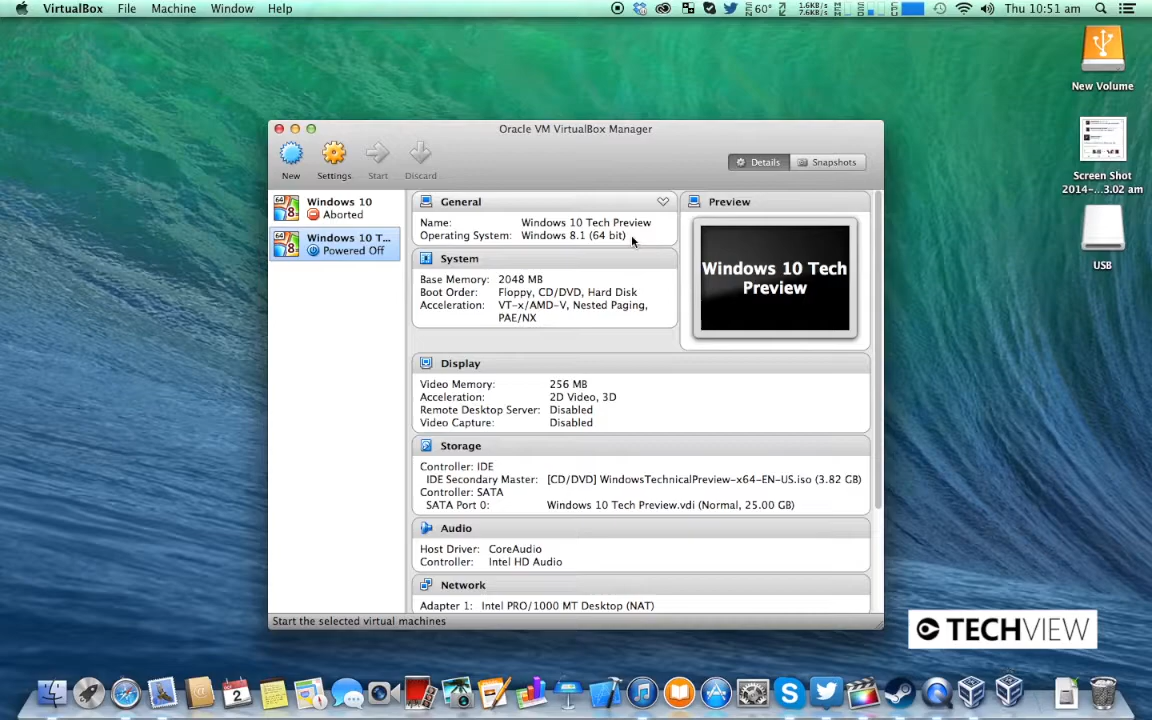 VirtualBox File Machine Window Help
60° 1.6KB/s 7.6KB/s Thu 10:51 am
New Volume
Screen Shot
2014-...3.02 am
USB
Oracle VM VirtualBox Manager
New Settings Start Discard
Details Snapshots
Windows 10
Aborted
Windows 10 T...
Powered Off
General
Name: Windows 10 Tech Preview
Operating System: Windows 8.1 (64 bit)
System
Base Memory: 2048 MB
Boot Order: Floppy, CD/DVD, Hard Disk
Acceleration: VT-x/AMD-V, Nested Paging,
PAE/NX
Preview
Windows 10 Tech
Preview
Display
Video Memory: 256 MB
Acceleration: 2D Video, 3D
Remote Desktop Server: Disabled
Video Capture: Disabled
Storage
Controller: IDE
IDE Secondary Master: [CD/DVD] WindowsTechnicalPreview-x64-EN-US.iso (3.82 GB)
Controller: SATA
SATA Port 0: Windows 10 Tech Preview.vdi (Normal, 25.00 GB)
Audio
Host Driver: CoreAudio
Controller: Intel HD Audio
Network
Adapter 1: Intel PRO/1000 MT Desktop (NAT)
Start the selected virtual machines
TECHVIEW